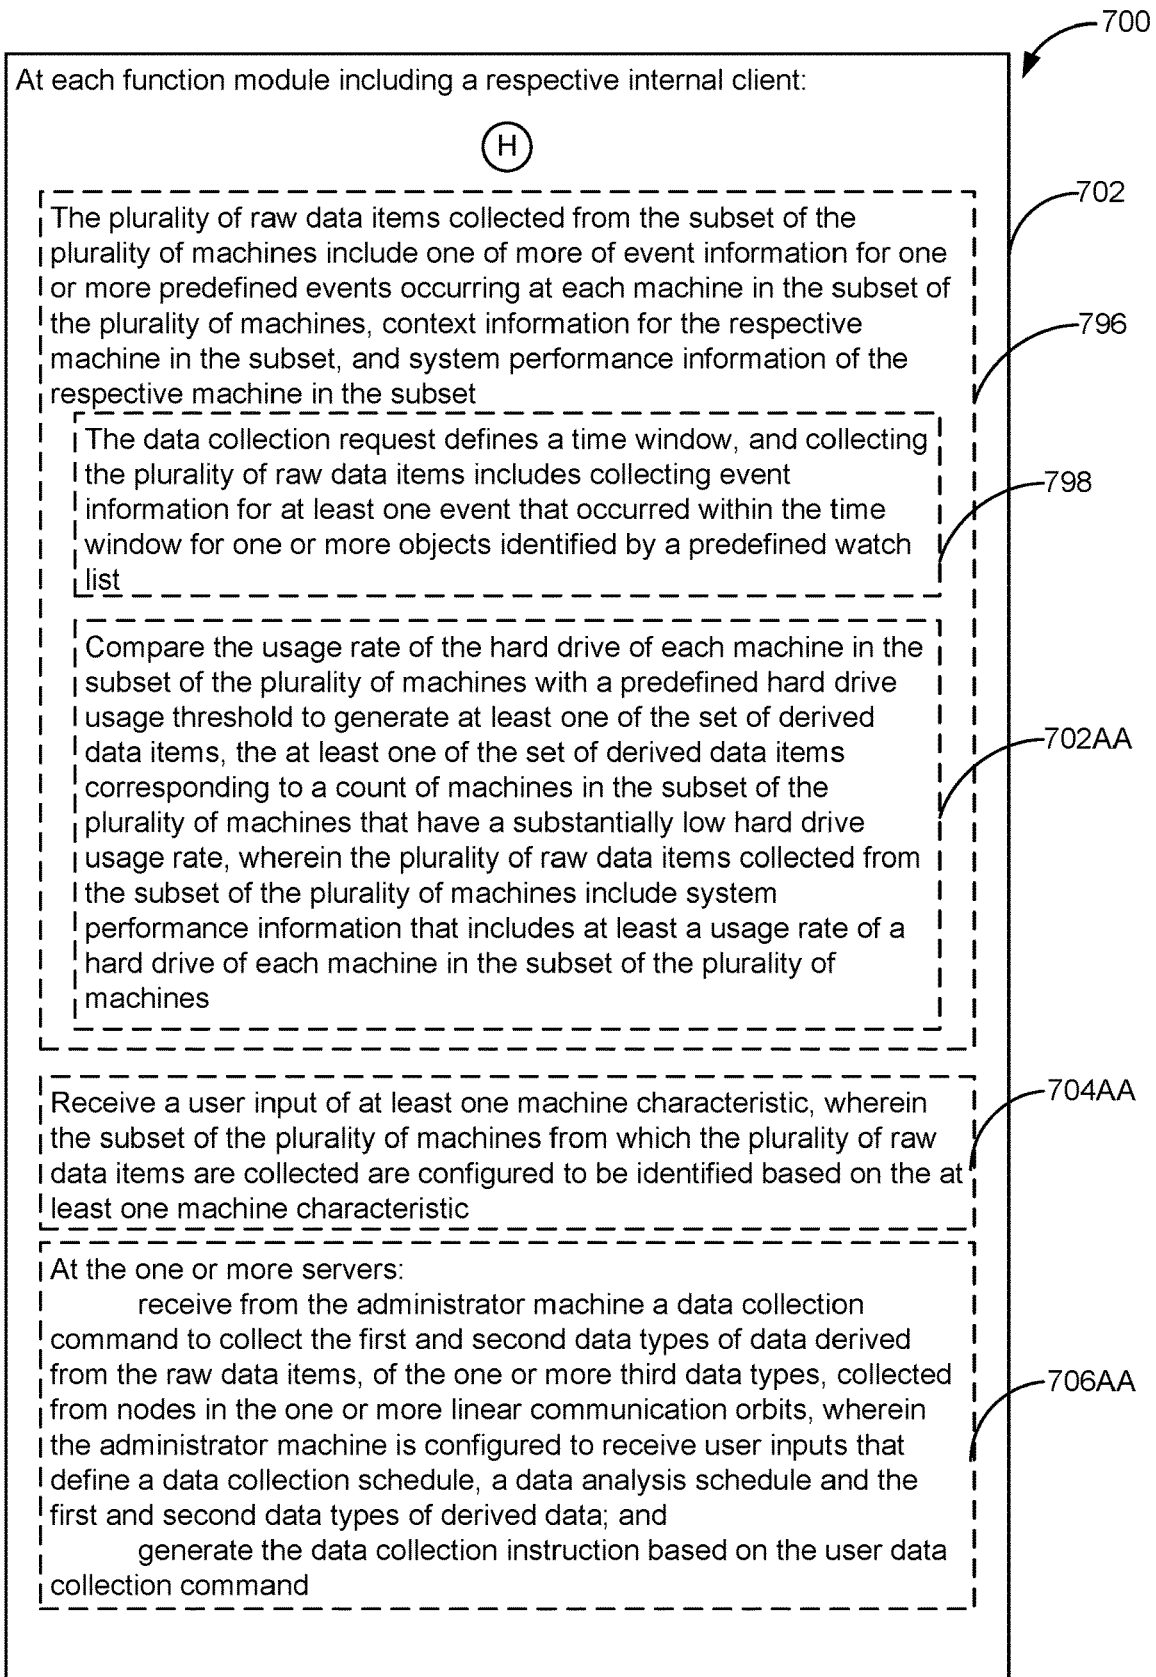 700
At each function module including a respective internal client:
H
702
The plurality of raw data items collected from the subset of the
plurality of machines include one of more of event information for one
or more predefined events occurring at each machine in the subset of
the plurality of machines, context information for the respective
machine in the subset, and system performance information of the
respective machine in the subset
796
The data collection request defines a time window, and collecting
the plurality of raw data items includes collecting event
information for at least one event that occurred within the time
window for one or more objects identified by a predefined watch
list
798
Compare the usage rate of the hard drive of each machine in the
subset of the plurality of machines with a predefined hard drive
usage threshold to generate at least one of the set of derived
data items, the at least one of the set of derived data items
corresponding to a count of machines in the subset of the
plurality of machines that have a substantially low hard drive
usage rate, wherein the plurality of raw data items collected from
the subset of the plurality of machines include system
performance information that includes at least a usage rate of a
hard drive of each machine in the subset of the plurality of
machines
702AA
Receive a user input of at least one machine characteristic, wherein
the subset of the plurality of machines from which the plurality of raw
data items are collected are configured to be identified based on the at
least one machine characteristic
704AA
At the one or more servers:
receive from the administrator machine a data collection
command to collect the first and second data types of data derived
from the raw data items, of the one or more third data types, collected
from nodes in the one or more linear communication orbits, wherein
the administrator machine is configured to receive user inputs that
define a data collection schedule, a data analysis schedule and the
first and second data types of derived data; and
generate the data collection instruction based on the user data
collection command
706AA